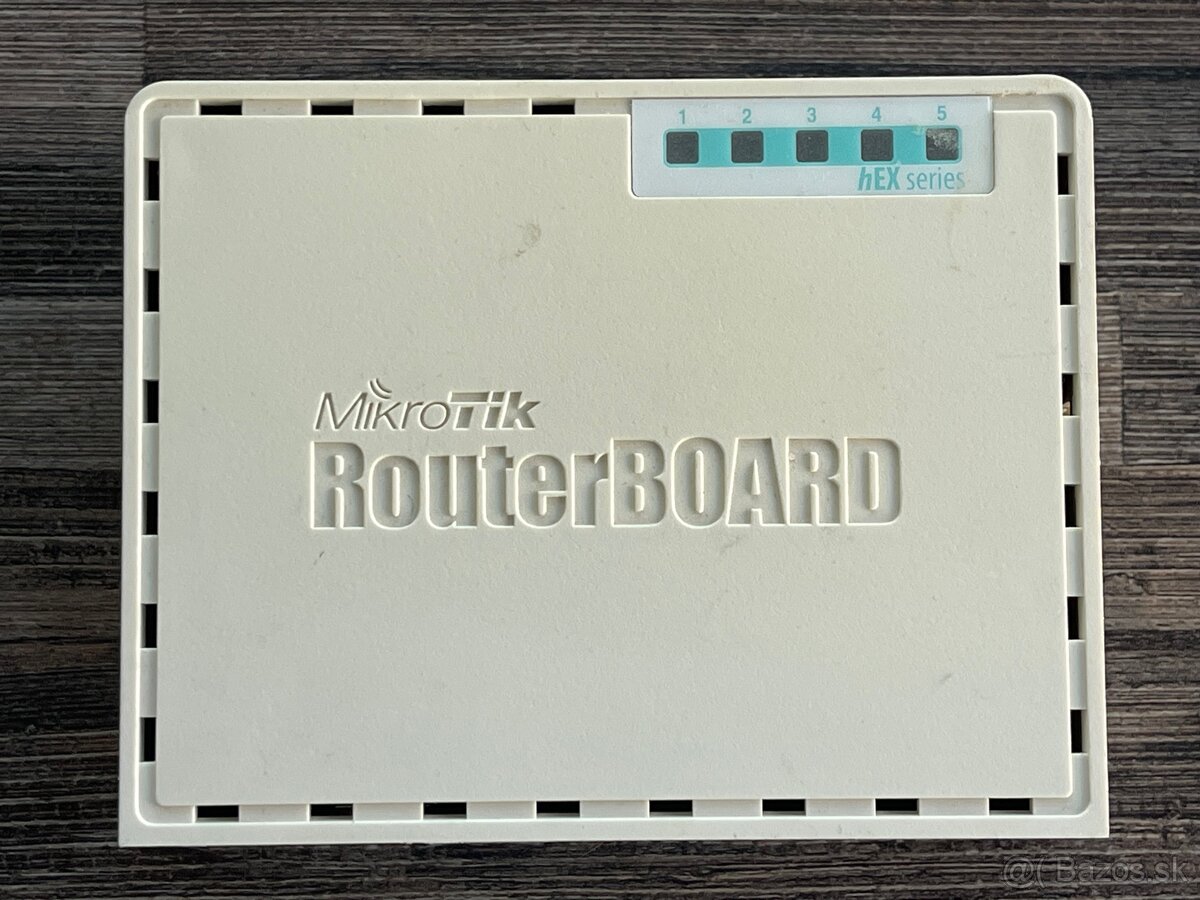 1 2 3 4 5
hEX series
MikroTik
RouterBOARD
@( Bazos.sk